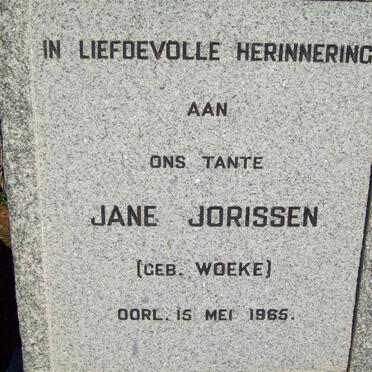 IN LIEFDEVOLLE HERINNERING
AAN
ONS TANTE
JANE JORISSEN
(GEB. WOEKE)
OORL. 15 MEI 1965.